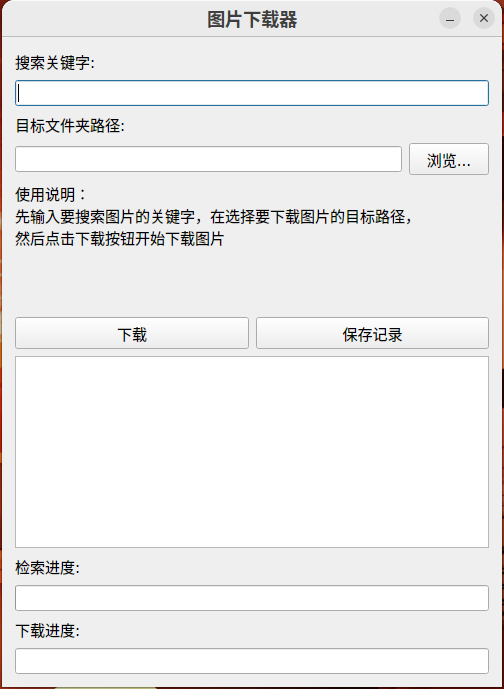 图片下载器
搜索关键字:
目标文件夹路径:
浏览...
使用说明：
先输入要搜索图片的关键字，在选择要下载图片的目标路径，
然后点击下载按钮开始下载图片
下载
保存记录
检索进度:
下载进度: